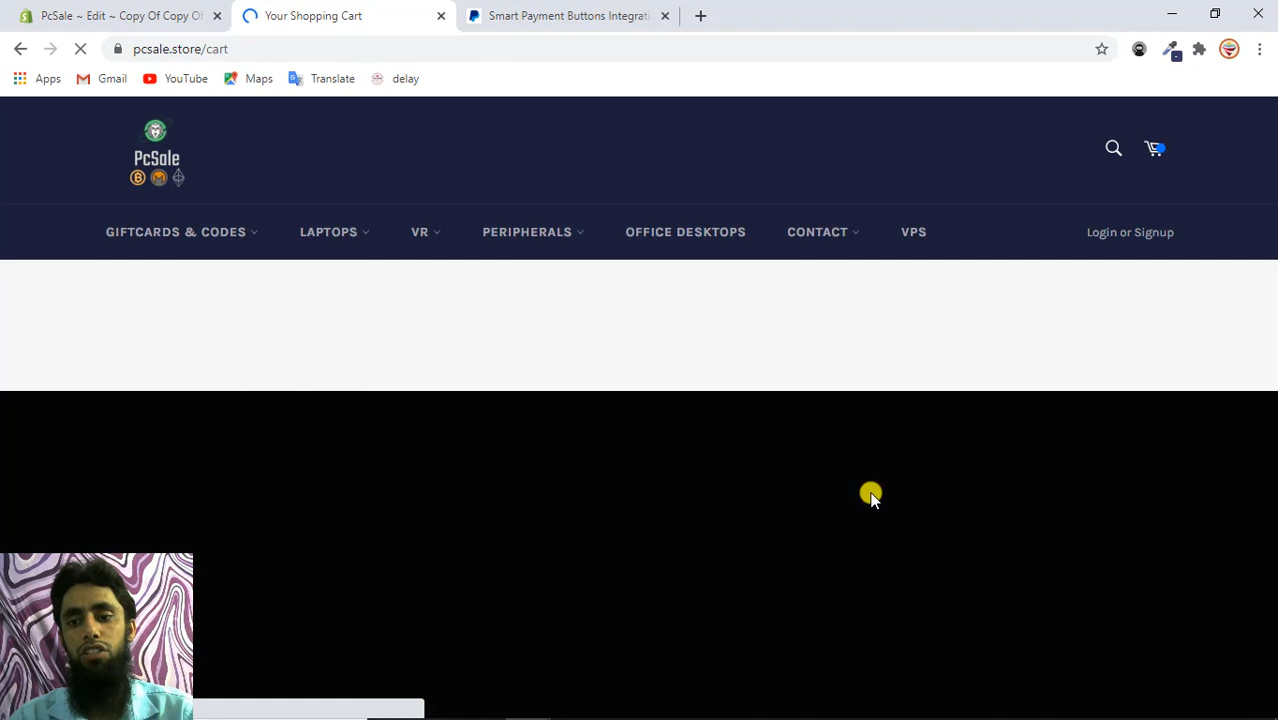 PcSale ~ Edit ~ Copy Of Copy Of
Your Shopping Cart
Smart Payment Buttons Integrati
pcsale.store/cart
Apps
Gmail
YouTube
Maps
Translate
delay
PcSale
GIFTCARDS & CODES
LAPTOPS
VR
PERIPHERALS
OFFICE DESKTOPS
CONTACT
VPS
Login or Signup